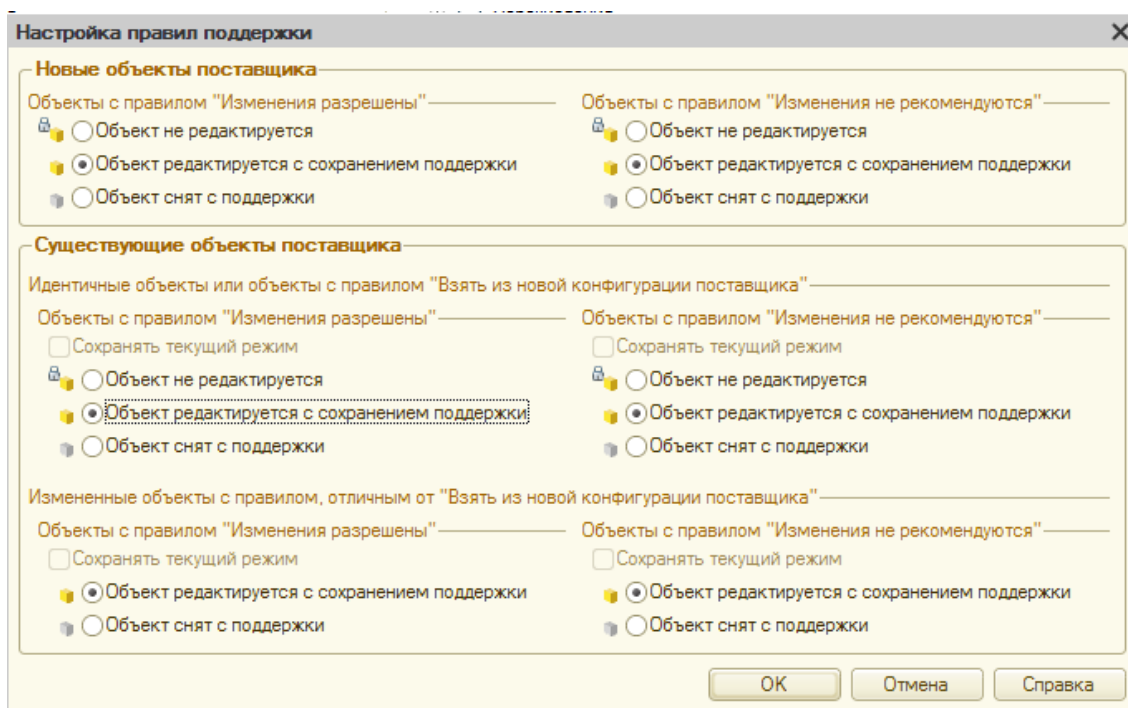 Настройка правил поддержки
Новые объекты поставщика
Объекты с правилом "Изменения разрешены"
Объекты с правилом "Изменения не рекомендуются"
Объект не редактируется
Объект не редактируется
Объект редактируется с сохранением поддержки
Объект редактируется с сохранением поддержки
Объект снят с поддержки
Объект снят с поддержки
Существующие объекты поставщика
Идентичные объекты или объекты с правилом "Взять из новой конфигурации поставщика"
Объекты с правилом "Изменения разрешены"
Объекты с правилом "Изменения не рекомендуются"
Сохранять текущий режим
Сохранять текущий режим
Объект не редактируется
Объект не редактируется
Объект редактируется с сохранением поддержки
Объект редактируется с сохранением поддержки
Объект снят с поддержки
Объект снят с поддержки
Измененные объекты с правилом, отличным от "Взять из новой конфигурации поставщика"
Объекты с правилом "Изменения разрешены"
Объекты с правилом "Изменения не рекомендуются"
Сохранять текущий режим
Сохранять текущий режим
Объект редактируется с сохранением поддержки
Объект редактируется с сохранением поддержки
Объект снят с поддержки
Объект снят с поддержки
OK
Отмена
Справка